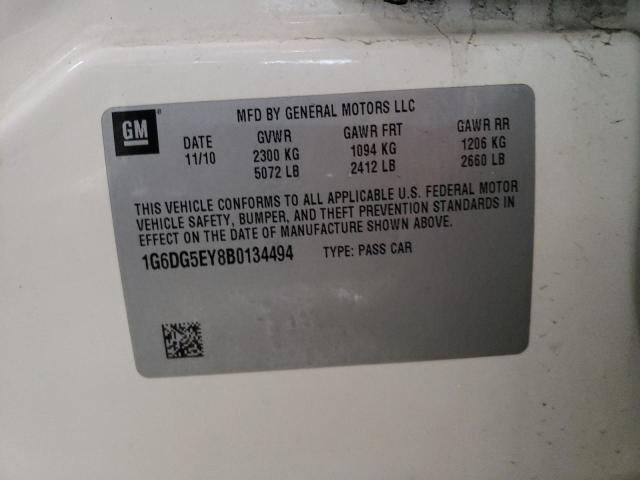 GM ®
MFD BY GENERAL MOTORS LLC
DATE GVWR GAWR FRT GAWR RR
11/10 2300 KG 1094 KG 1206 KG
5072 LB 2412 LB 2660 LB
THIS VEHICLE CONFORMS TO ALL APPLICABLE U.S. FEDERAL MOTOR
VEHICLE SAFETY, BUMPER, AND THEFT PREVENTION STANDARDS IN
EFFECT ON THE DATE OF MANUFACTURE SHOWN ABOVE.
1G6DG5EY8B0134494 TYPE: PASS CAR